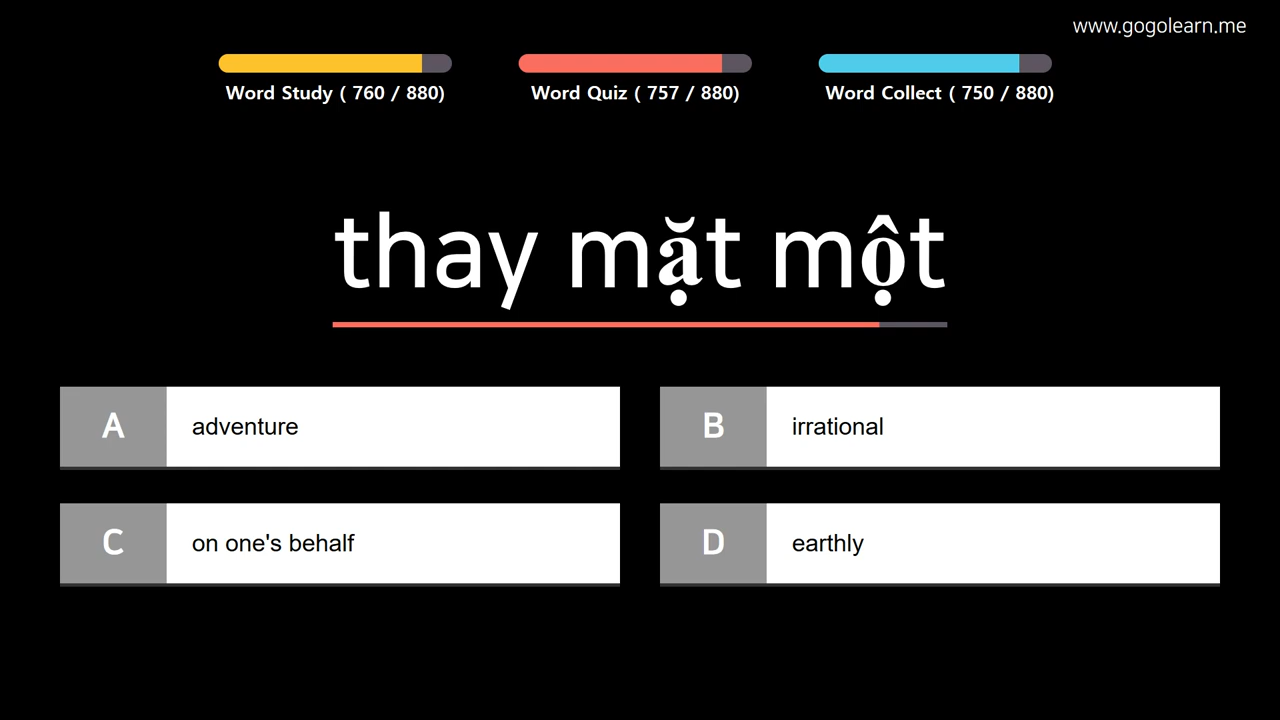 www.gogolearn.me
Word Study ( 760 / 880)
Word Quiz ( 757 / 880)
Word Collect ( 750 / 880)
thay mặt một
A adventure
B irrational
C on one's behalf
D earthly